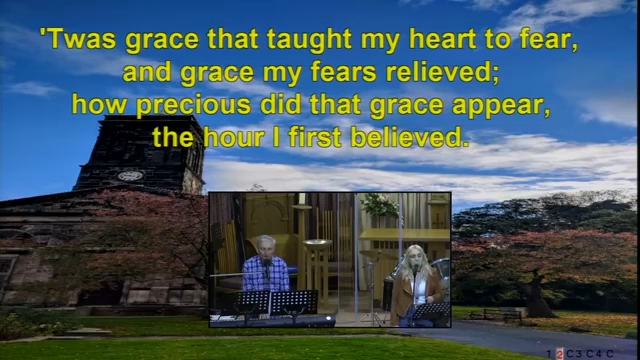 'Twas grace that taught my heart to fear,
and grace my fears relieved;
how precious did that grace appear,
the hour I first believed.
1 2 C 3 C 4 C